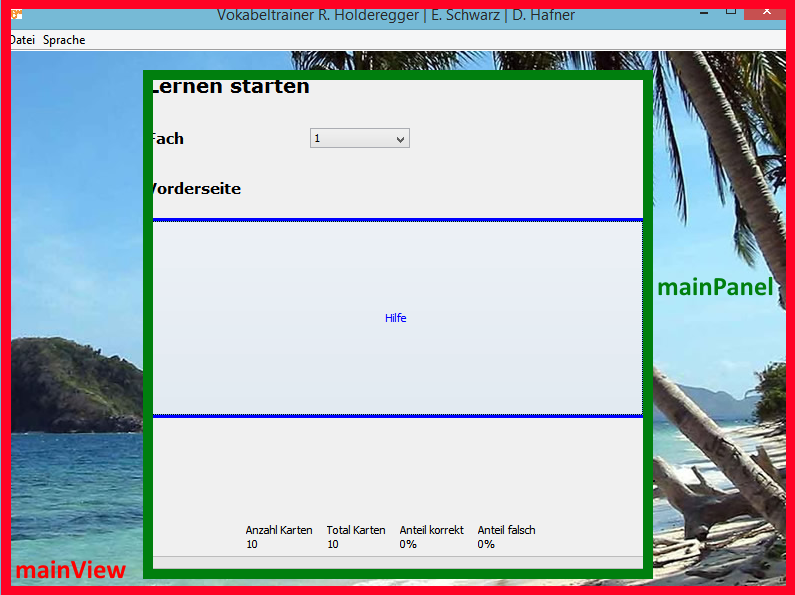 Vokabeltrainer R. Holderegger | E. Schwarz | D. Hafner
Datei Sprache
Lernen starten
Fach 1
Vorderseite
mainPanel
Hilfe
Anzahl Karten Total Karten Anteil korrekt Anteil falsch
10 10 0% 0%
mainView